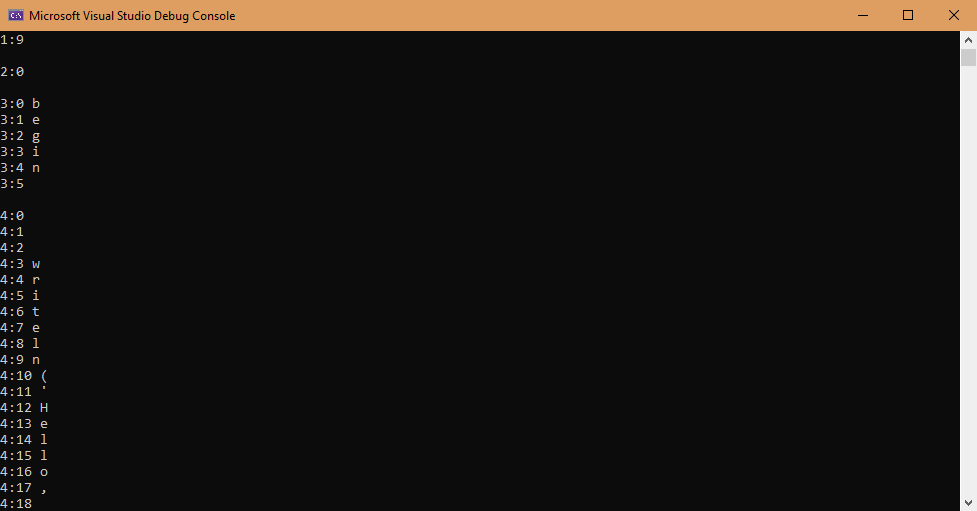 Microsoft Visual Studio Debug Console
1:9
2:0
3:0 b
3:1 e
3:2 g
3:3 i
3:4 n
3:5
4:0
4:1
4:2
4:3 w
4:4 r
4:5 i
4:6 t
4:7 e
4:8 l
4:9 n
4:10 (
4:11 '
4:12 H
4:13 e
4:14 l
4:15 l
4:16 o
4:17 ,
4:18